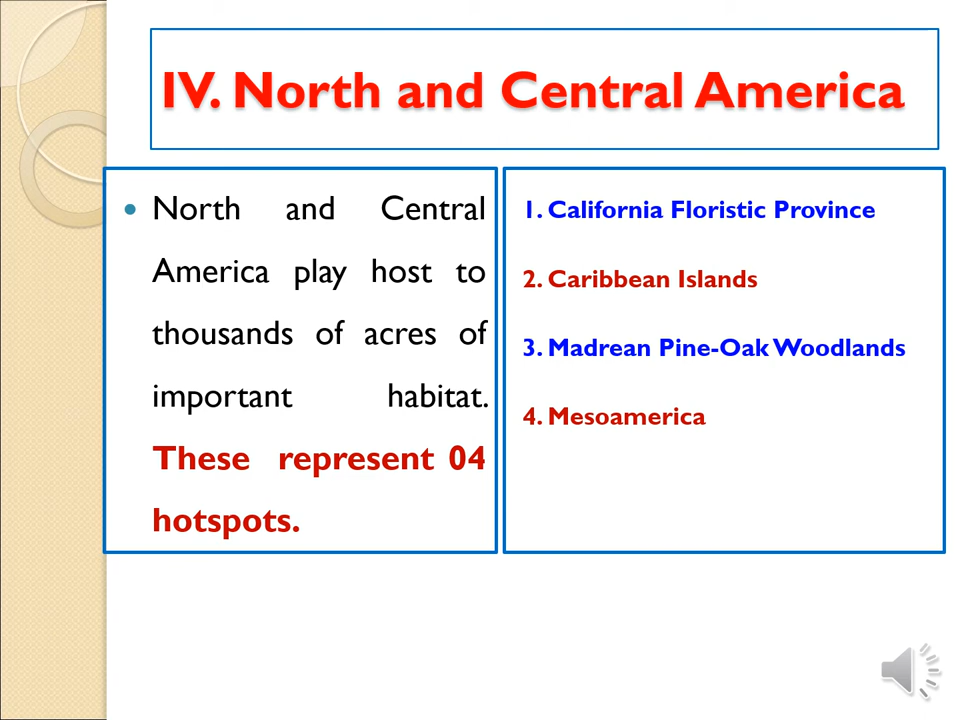 IV. North and Central America
North and Central
America play host to
thousands of acres of
important habitat.
These represent 04
hotspots.
1. California Floristic Province
2. Caribbean Islands
3. Madrean Pine-Oak Woodlands
4. Mesoamerica